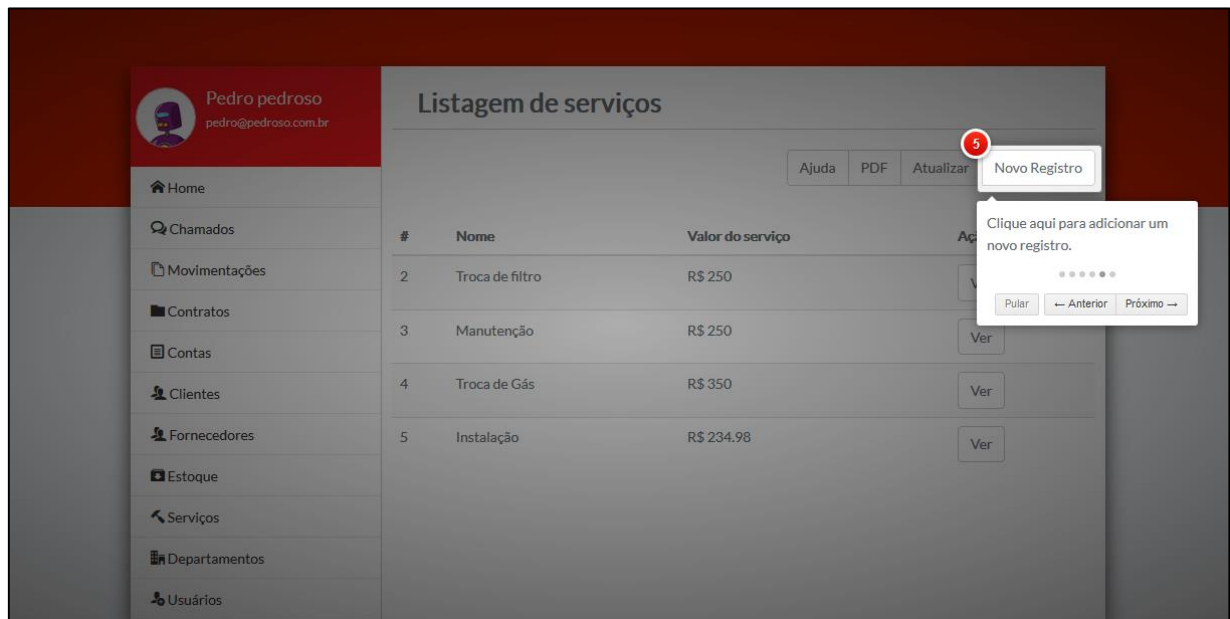 Pedro pedroso
pedro@pedroso.com.br
Home
Chamados
Movimentações
Contratos
Contas
Clientes
Fornecedores
Estoque
Serviços
Departamentos
Usuários
Listagem de serviços
Ajuda PDF Atualizar 5 Novo Registro
Clique aqui para adicionar um
novo registro.
Pular ← Anterior Próximo →
# Nome Valor do serviço
2 Troca de filtro R$ 250
3 Manutenção R$ 250 Ver
4 Troca de Gás R$ 350 Ver
5 Instalação R$ 234.98 Ver